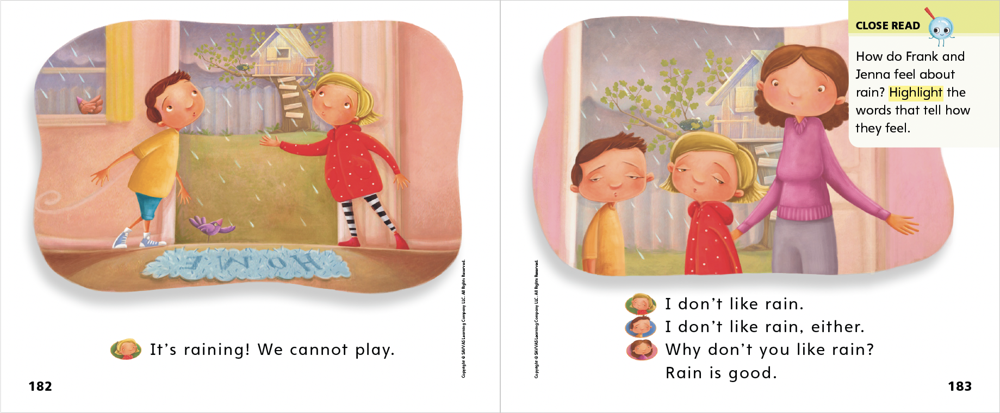 HOME
It's raining! We cannot play.
Copyright © SAVVAS Learning Company LLC. All Rights Reserved.
182
CLOSE READ
How do Frank and
Jenna feel about
rain? Highlight the
words that tell how
they feel.
I don't like rain.
I don't like rain, either.
Why don't you like rain?
Rain is good.
Copyright © SAVVAS Learning Company LLC. All Rights Reserved.
183